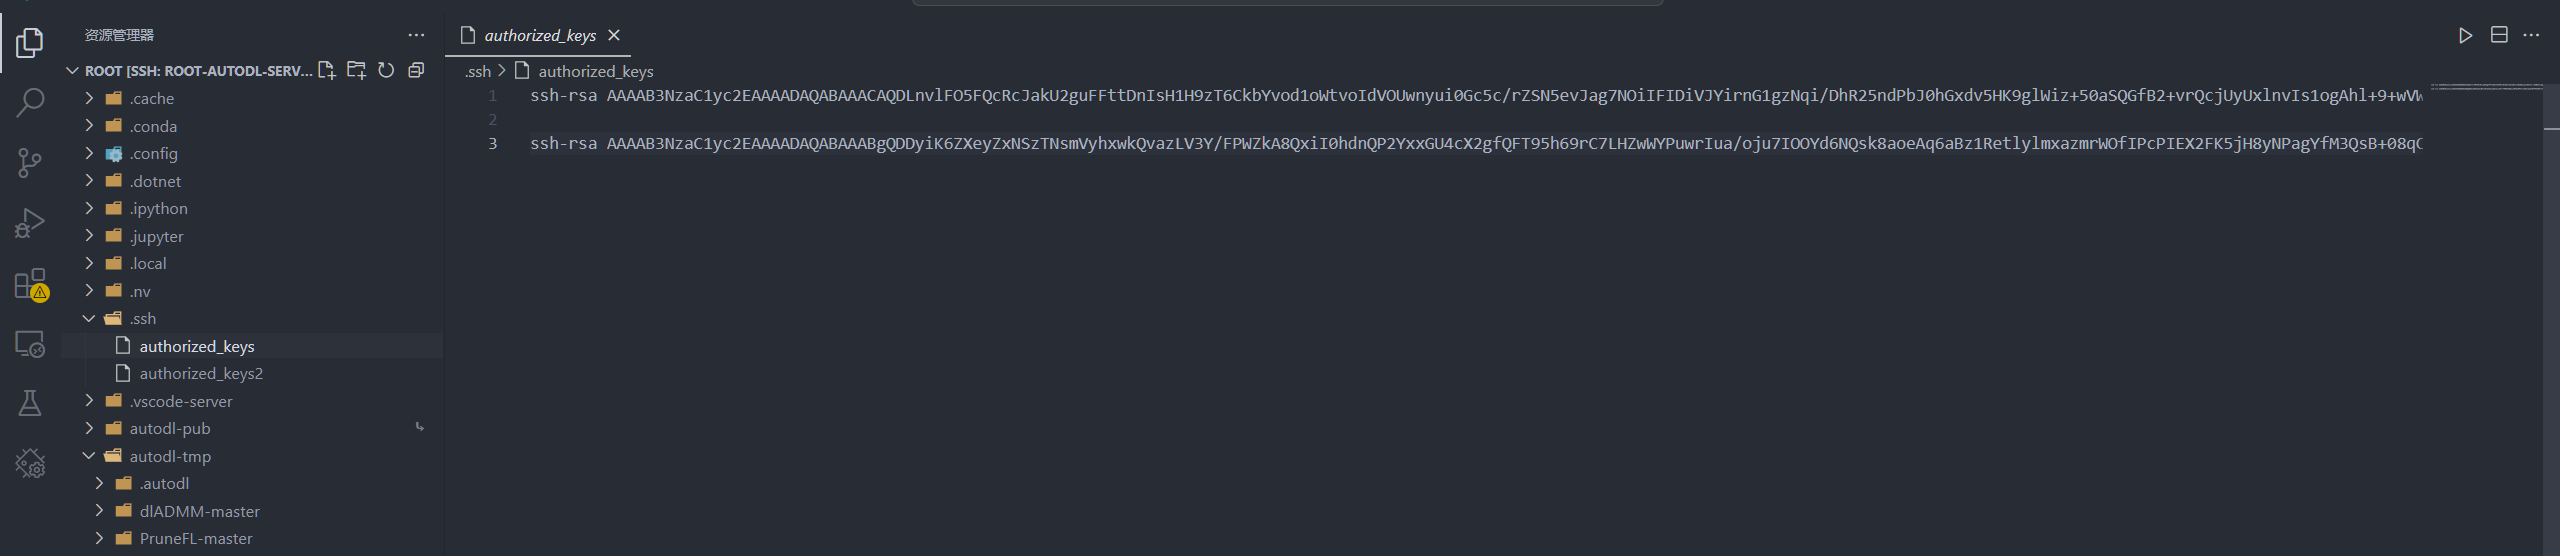 资源管理器
ROOT [SSH: ROOT-AUTODL-SERV...
.cache
.conda
.config
.dotnet
.ipython
.jupyter
.local
.nv
.ssh
authorized_keys
authorized_keys2
.vscode-server
autodl-pub
autodl-tmp
.autodl
dlADMM-master
PruneFL-master
authorized_keys
.ssh > authorized_keys
1 ssh-rsa AAAAB3NzaC1yc2EAAAADAQABAAACAQDLnvlFO5FQcRcJakU2guFFttDnIsH1H9zT6CkbYvod1oWtvoIdVOUwnyui0Gc5c/rZSN5evJag7NOiIFIDiVJYirnG1gzNqi/DhR25ndPbJ0hGxdv5HK9glWiz+50aSQGfB2+vrQcjUyUxlnvIs1ogAhl+9+wVW
2
3 ssh-rsa AAAAB3NzaC1yc2EAAAADAQABAAABgQDDyiK6ZXeyZxNSzTNsmVyhxwkQvazLV3Y/FPWZkA8QxiI0hdnQP2YxxGU4cX2gfQFT95h69rC7LHZwWYPuwrIua/oju7IOOYd6NQsk8aoeAq6aBz1RetlylmxazmrWOfIPcPIEX2FK5jH8yNPagYfM3QsB+08qC